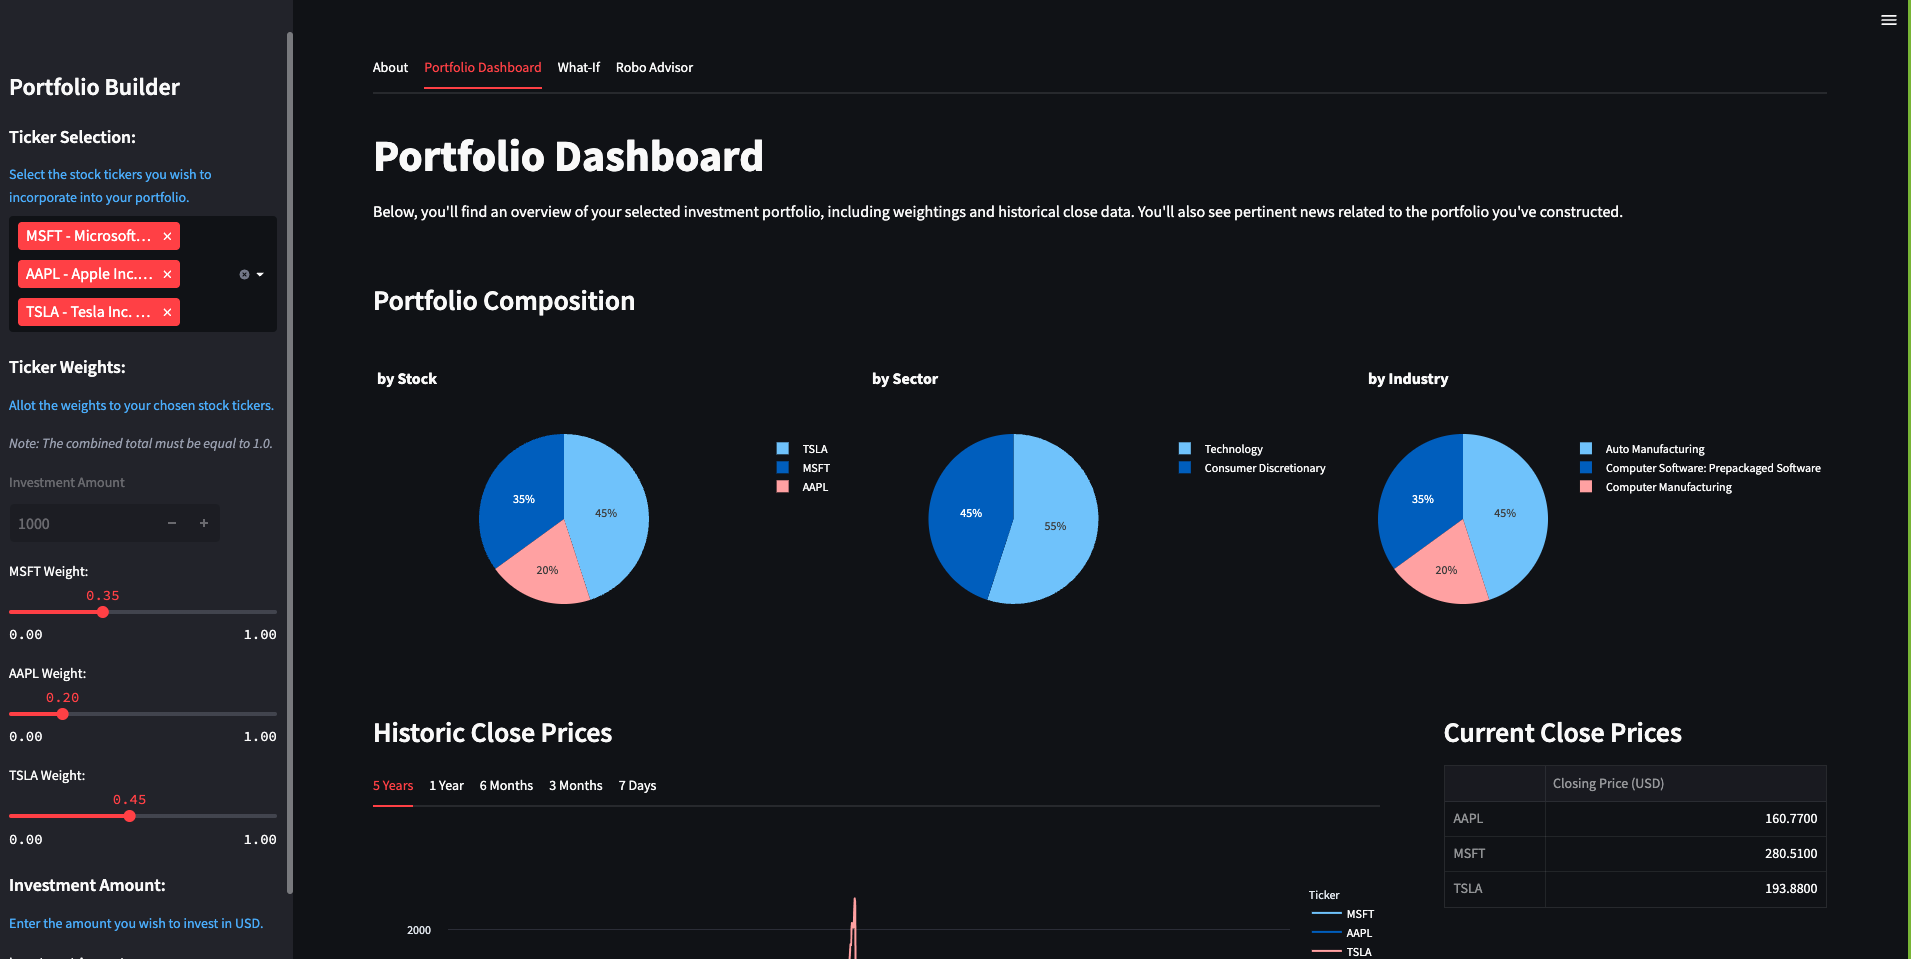 Portfolio Builder
Ticker Selection:
Select the stock tickers you wish to
incorporate into your portfolio.
MSFT - Microsoft...
AAPL - Apple Inc....
TSLA - Tesla Inc. ...
Ticker Weights:
Allot the weights to your chosen stock tickers.
Note: The combined total must be equal to 1.0.
Investment Amount
1000
MSFT Weight:
0.35
0.00 1.00
AAPL Weight:
0.20
0.00 1.00
TSLA Weight:
0.45
0.00 1.00
Investment Amount:
Enter the amount you wish to invest in USD.
About Portfolio Dashboard What-If Robo Advisor
Portfolio Dashboard
Below, you'll find an overview of your selected investment portfolio, including weightings and historical close data. You'll also see pertinent news related to the portfolio you've constructed.
Portfolio Composition
by Stock
35%
45%
20%
TSLA
MSFT
AAPL
by Sector
45%
55%
Technology
Consumer Discretionary
by Industry
35%
45%
20%
Auto Manufacturing
Computer Software: Prepackaged Software
Computer Manufacturing
Historic Close Prices
5 Years 1 Year 6 Months 3 Months 7 Days
2000
Ticker
MSFT
AAPL
TSLA
Current Close Prices
Closing Price (USD)
AAPL 160.7700
MSFT 280.5100
TSLA 193.8800